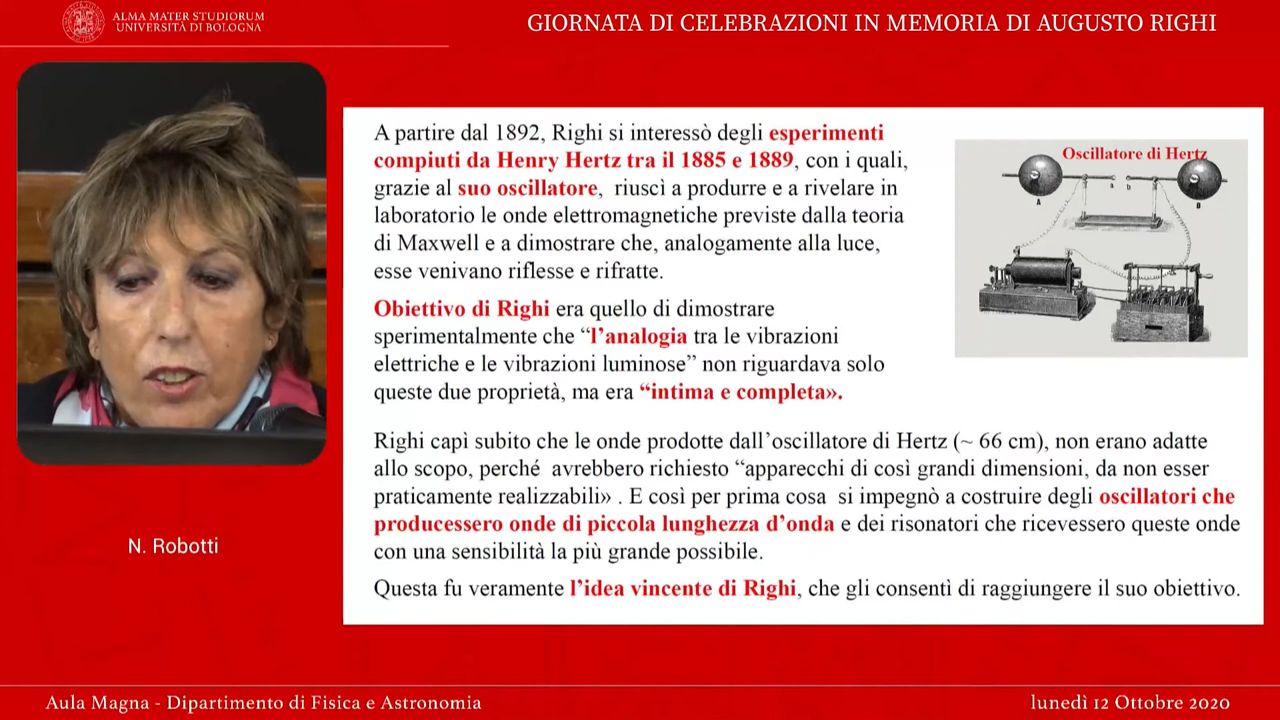 ALMA MATER STUDIORUM
UNIVERSITÀ DI BOLOGNA
GIORNATA DI CELEBRAZIONI IN MEMORIA DI AUGUSTO RIGHI
A partire dal 1892, Righi si interessò degli esperimenti
compiuti da Henry Hertz tra il 1885 e 1889, con i quali,
grazie al suo oscillatore, riuscì a produrre e a rivelare in
laboratorio le onde elettromagnetiche previste dalla teoria
di Maxwell e a dimostrare che, analogamente alla luce,
esse venivano riflesse e rifratte.
Oscillatore di Hertz
A
a
b
B
Obiettivo di Righi era quello di dimostrare
sperimentalmente che “l’analogia tra le vibrazioni
elettriche e le vibrazioni luminose” non riguardava solo
queste due proprietà, ma era “intima e completa».
Righi capì subito che le onde prodotte dall’oscillatore di Hertz (~ 66 cm), non erano adatte
allo scopo, perché avrebbero richiesto “apparecchi di così grandi dimensioni, da non esser
praticamente realizzabili» . E così per prima cosa si impegnò a costruire degli oscillatori che
producessero onde di piccola lunghezza d’onda e dei risonatori che ricevessero queste onde
con una sensibilità la più grande possibile.
Questa fu veramente l’idea vincente di Righi, che gli consentì di raggiungere il suo obiettivo.
N. Robotti
Aula Magna - Dipartimento di Fisica e Astronomia
lunedì 12 Ottobre 2020